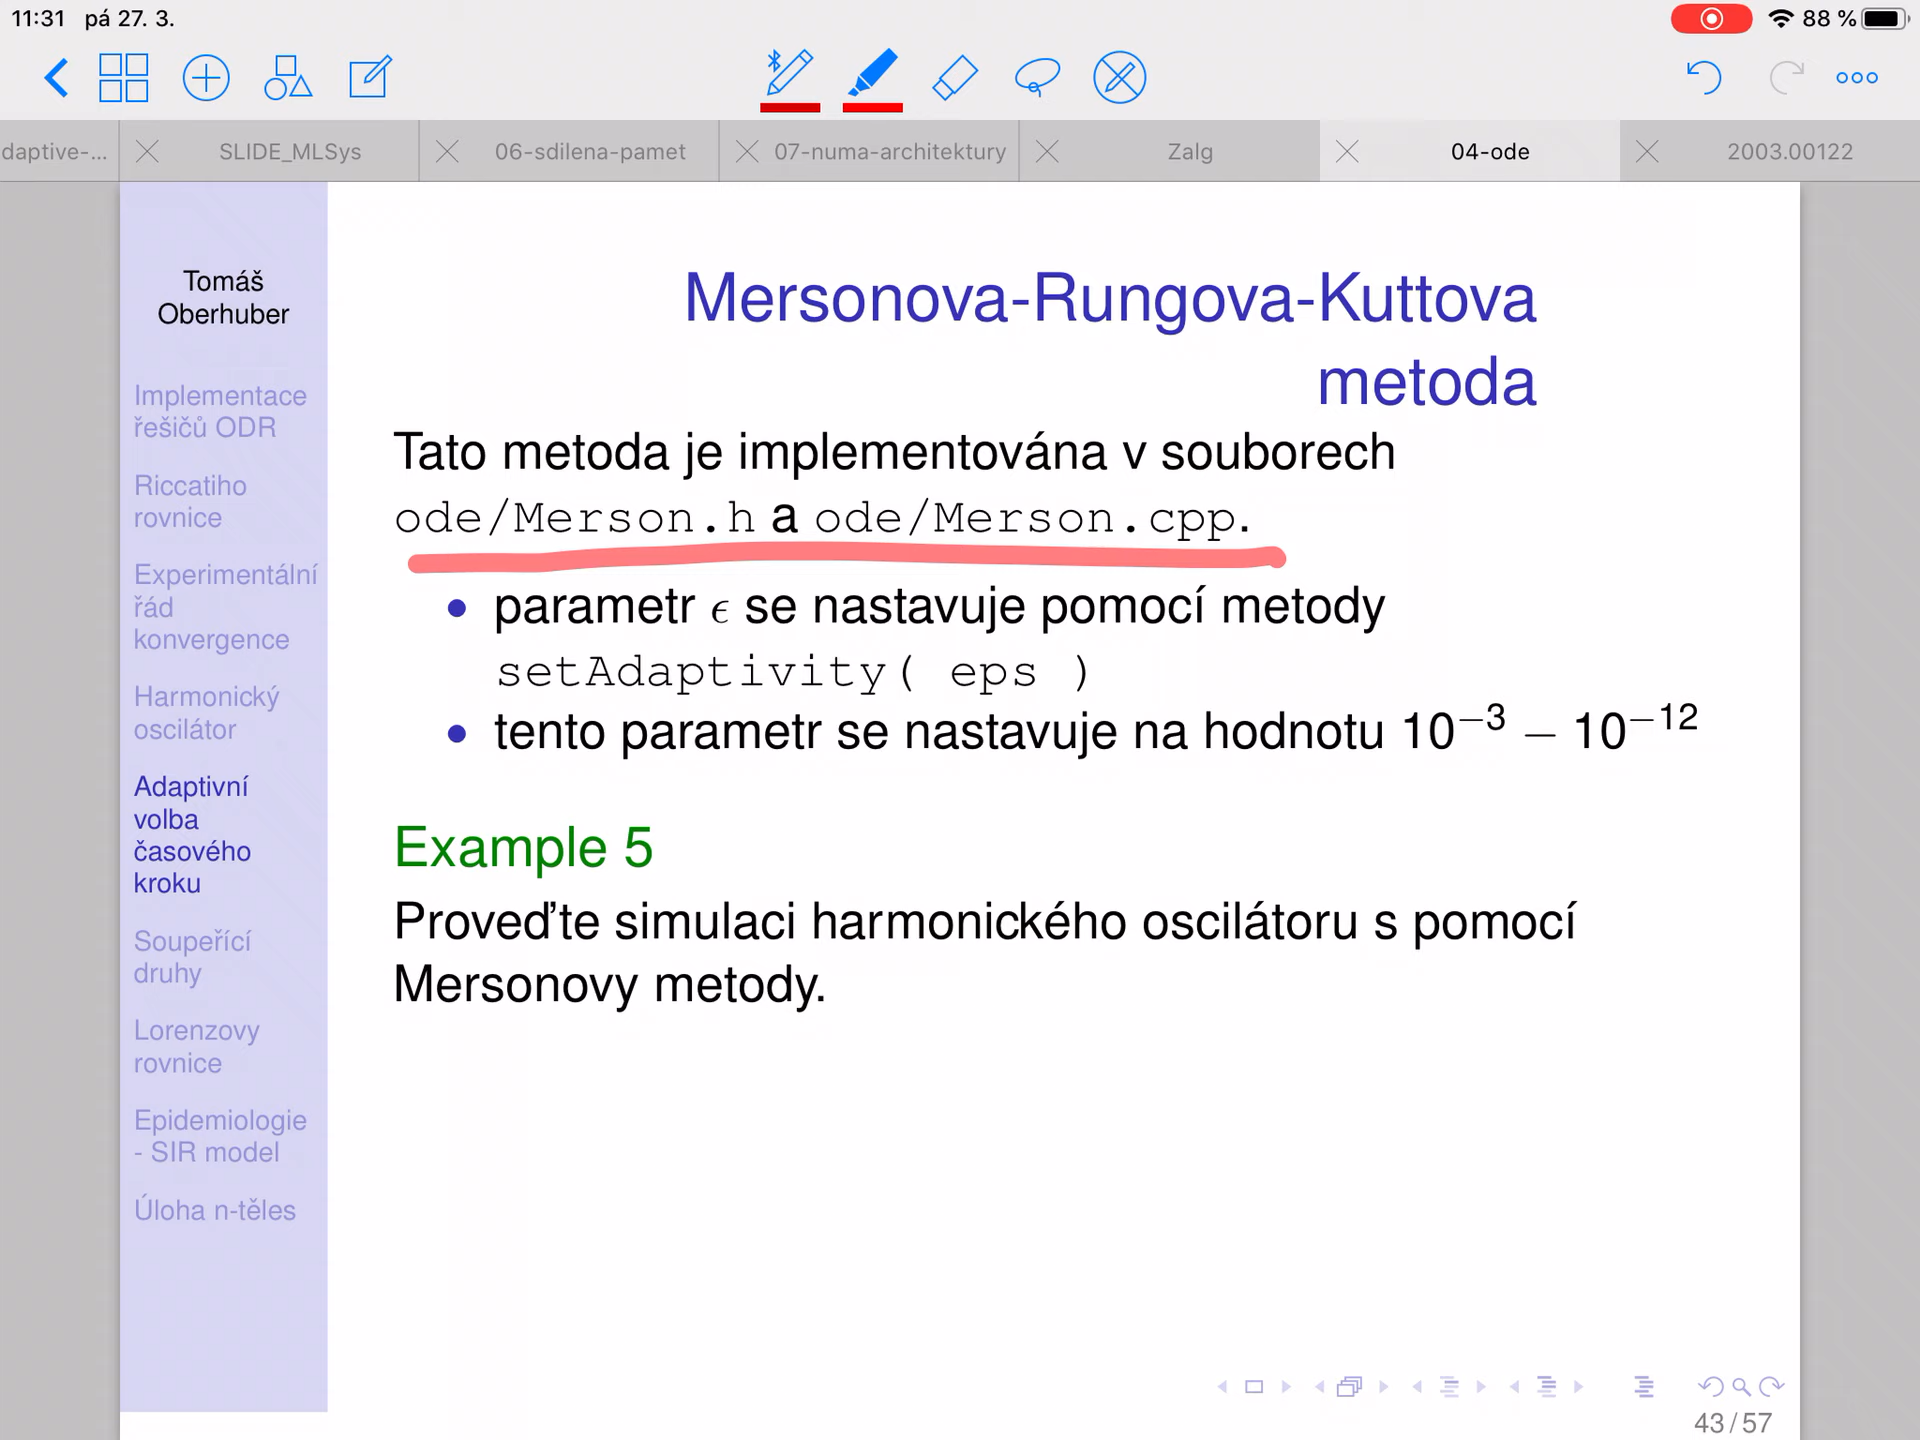 11:31 pá 27. 3.
88 %
daptive-...
SLIDE_MLSys
06-sdilena-pamet
07-numa-architektury
Zalg
04-ode
2003.00122
Tomáš
Oberhuber
Implementace
řešičů ODR
Riccatiho
rovnice
Experimentální
řád
konvergence
Harmonický
oscilátor
Adaptivní
volba
časového
kroku
Soupeřící
druhy
Lorenzovy
rovnice
Epidemiologie
- SIR model
Úloha n-těles
Mersonova-Rungova-Kuttova
metoda
Tato metoda je implementována v souborech
ode/Merson.h a ode/Merson.cpp.
• parametr ϵ se nastavuje pomocí metody
setAdaptivity( eps )
• tento parametr se nastavuje na hodnotu 10⁻³ – 10⁻¹²
Example 5
Proveďte simulaci harmonického oscilátoru s pomocí
Mersonovy metody.
43 / 57